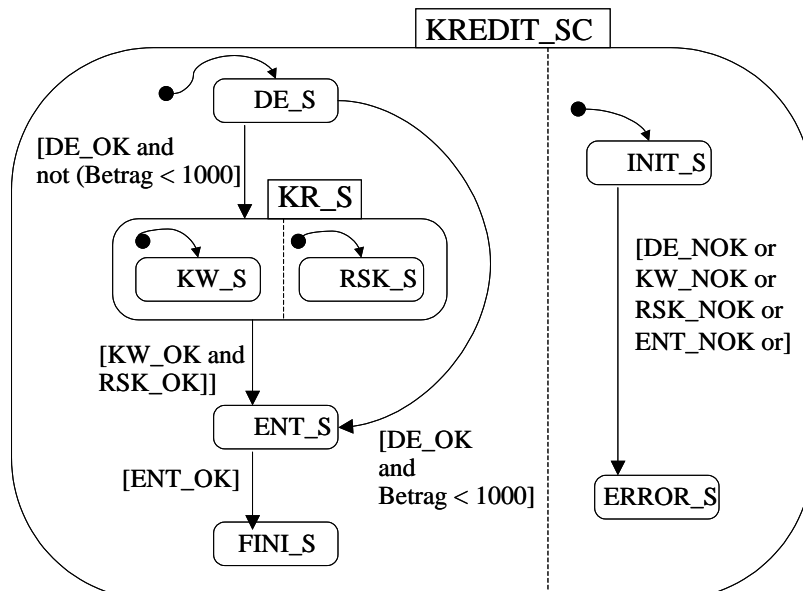 KREDIT_SC
DE_S
[DE_OK and
not (Betrag < 1000]
KR_S
KW_S
RSK_S
[KW_OK and
RSK_OK]]
ENT_S
[DE_OK
and
Betrag < 1000]
[ENT_OK]
FINI_S
INIT_S
[DE_NOK or
KW_NOK or
RSK_NOK or
ENT_NOK or]
ERROR_S